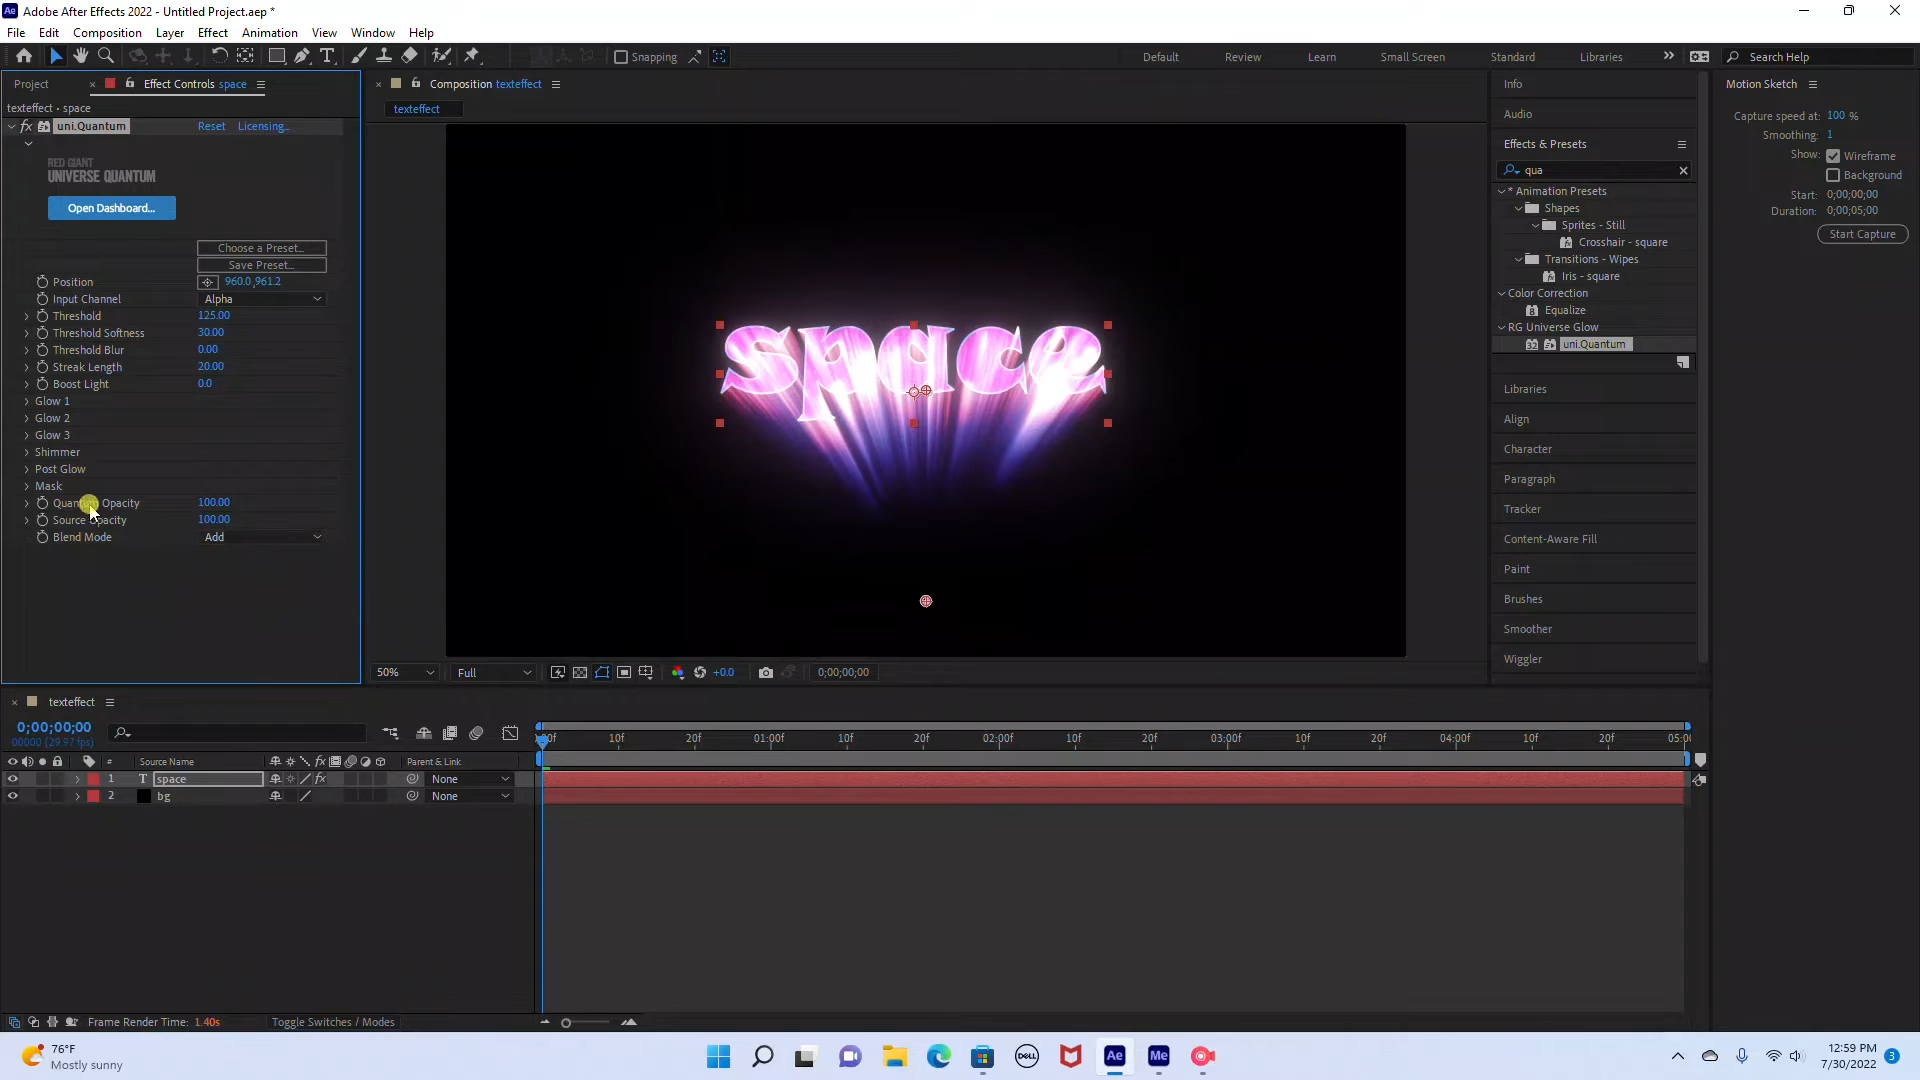 Adobe After Effects 2022 - Untitled Project.aep *
File Edit Composition Layer Effect Animation View Window Help
Snapping
Default Review Learn Small Screen Standard Libraries Search Help
Project Effect Controls space
texteffect • space
uni.Quantum Reset Licensing...
RED GIANT
UNIVERSE QUANTUM
Open Dashboard...
Choose a Preset...
Save Preset...
Position 960.0,961.2
Input Channel Alpha
Threshold 125.00
Threshold Softness 30.00
Threshold Blur 0.00
Streak Length 20.00
Boost Light 0.0
Glow 1
Glow 2
Glow 3
Shimmer
Post Glow
Mask
Quantum Opacity 100.00
Source Opacity 100.00
Blend Mode Add
Composition texteffect
texteffect
space
50% Full +0.0 0;00;00;00
Info
Audio
Effects & Presets
qua
* Animation Presets
Shapes
Sprites - Still
Crosshair - square
Transitions - Wipes
Iris - square
Color Correction
Equalize
RG Universe Glow
uni.Quantum
Libraries
Align
Character
Paragraph
Tracker
Content-Aware Fill
Paint
Brushes
Smoother
Wiggler
Motion Sketch
Capture speed at: 100 %
Smoothing: 1
Show: Wireframe
Background
Start: 0;00;00;00
Duration: 0;00;05;00
Start Capture
texteffect
0;00;00;00
00000 (29.97 fps)
10f 20f 01:00f 10f 20f 02:00f 10f 20f 03:00f 10f 20f 04:00f 10f 20f
# Source Name Parent & Link
1 T space None
2 bg None
Frame Render Time: 1.40s Toggle Switches / Modes
76°F
Mostly sunny
DELL
Ae
Me
12:59 PM
7/30/2022
3